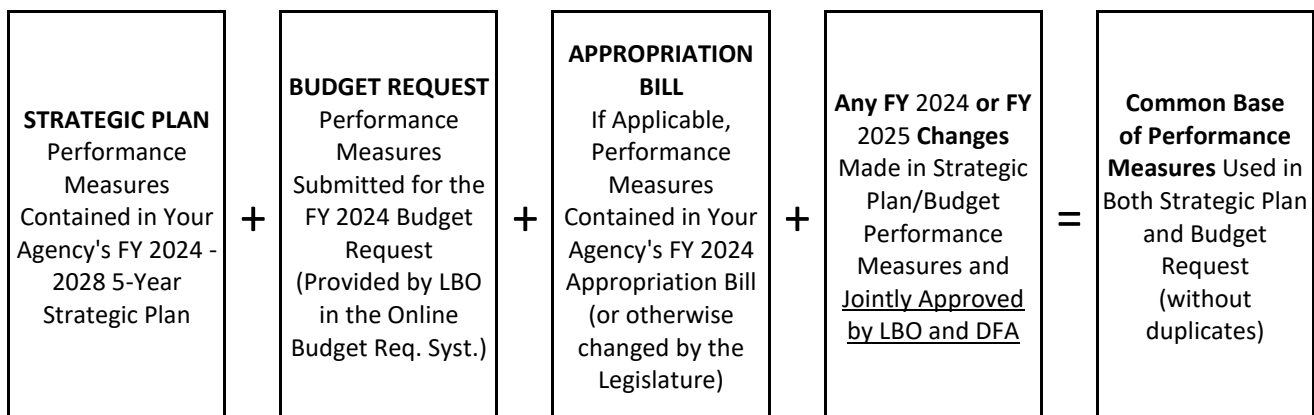 STRATEGIC PLAN
Performance
Measures
Contained in Your
Agency's FY 2024 -
2028 5-Year
Strategic Plan
+
BUDGET REQUEST
Performance
Measures
Submitted for the
FY 2024 Budget
Request
(Provided by LBO
in the Online
Budget Req. Syst.)
+
APPROPRIATION
BILL
If Applicable,
Performance
Measures
Contained in Your
Agency's FY 2024
Appropriation Bill
(or otherwise
changed by the
Legislature)
+
Any FY 2024 or FY
2025 Changes
Made in Strategic
Plan/Budget
Performance
Measures and
Jointly Approved
by LBO and DFA
=
Common Base
of Performance
Measures Used in
Both Strategic Plan
and Budget
Request
(without
duplicates)